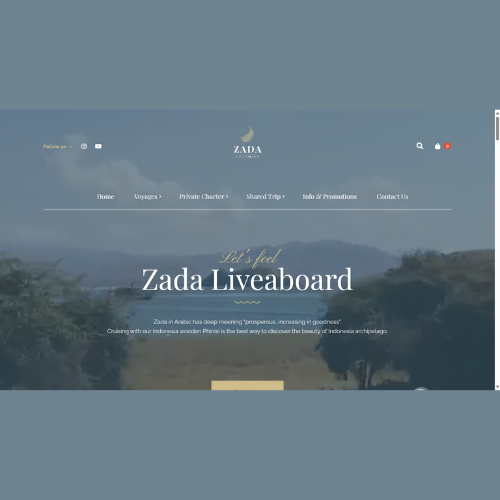 Follow us —
ZADA
0
Home
Voyages
Private Charter
Shared Trip
Info & Promotions
Contact Us
Let's feel
Zada Liveaboard
Zada in Arabic has deep meaning "prosperous, increasing in goodness".
Cruising with our Indonesia wooden Phinisi is the best way to discover the beauty of Indonesia archipelago.